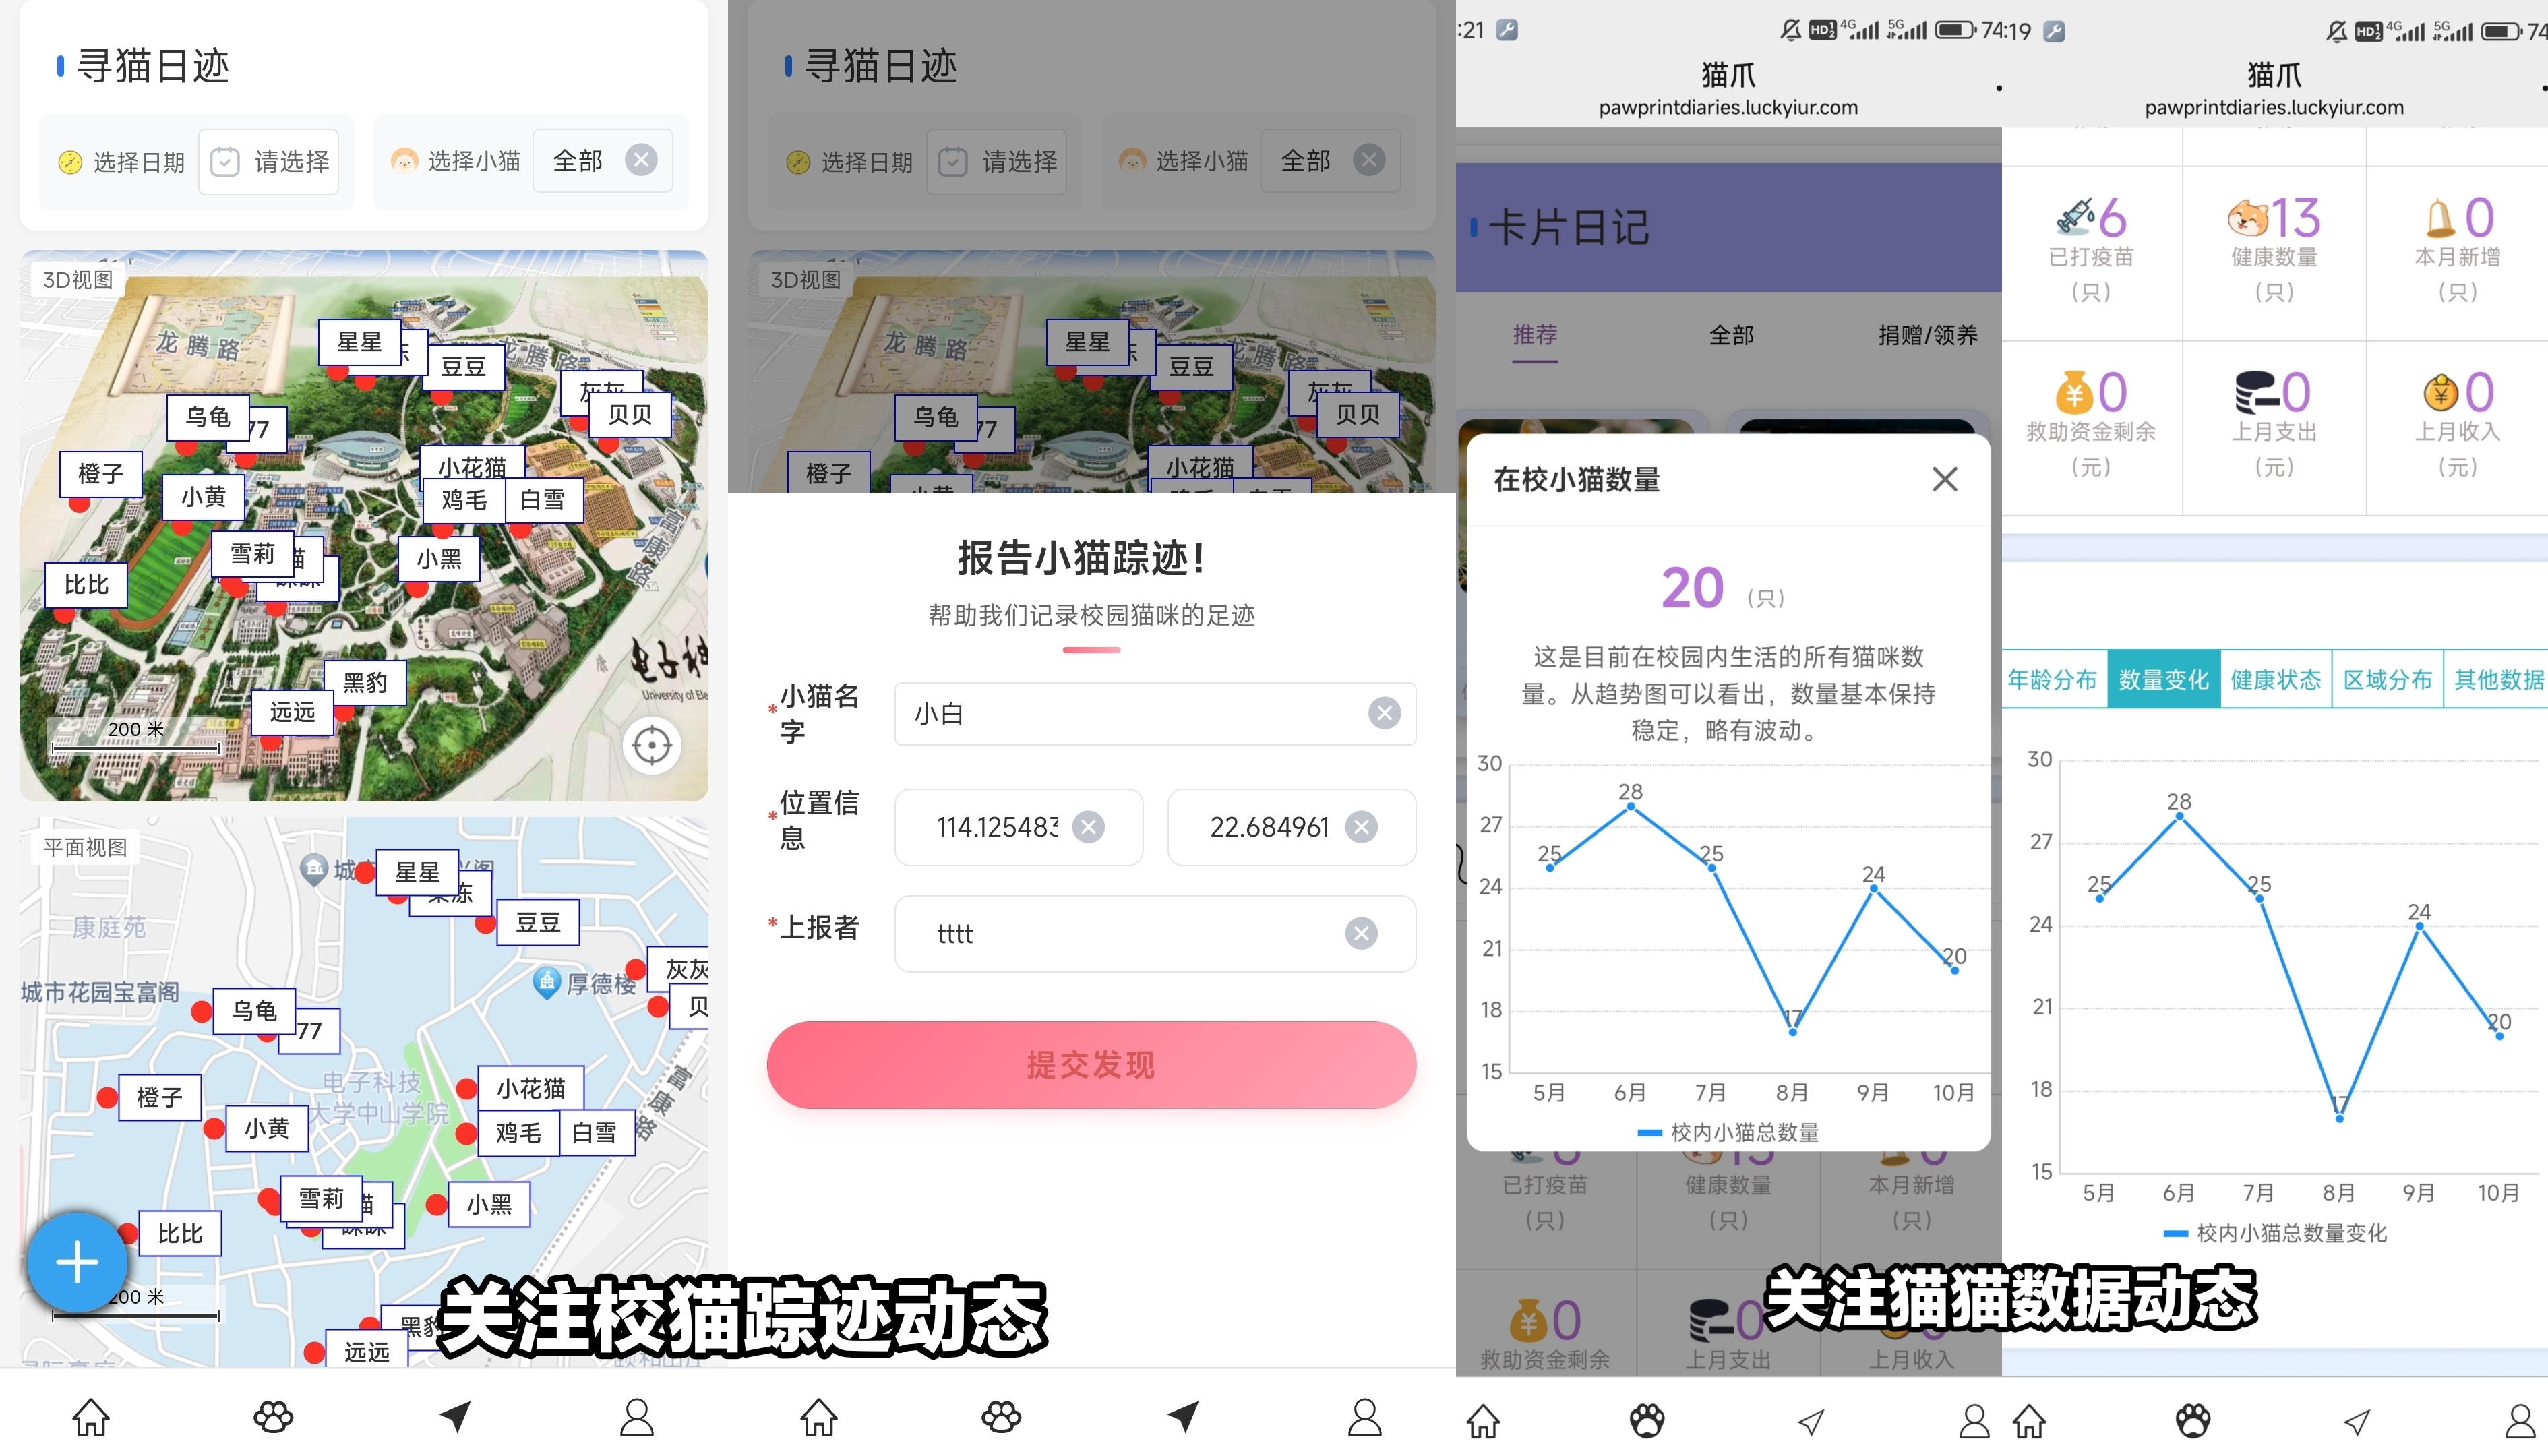 寻猫日迹
选择日期
请选择
选择小猫
全部
3D视图
龙腾路
星星
豆豆
灰灰
贝贝
乌龟
77
橙子
小黄
小花猫
鸡毛
白雪
雪莉
小黑
比比
黑豹
远远
富康路
电子科
University of Ele
200 米
平面视图
康庭苑
星星
豆豆
灰灰
厚德楼
城市花园宝富阁
贝
乌龟
77
电子科技
大学中山学院
橙子
小花猫
小黄
鸡毛
白雪
富康路
雪莉
小黑
比比
200 米
黑豹
远远
寻猫日迹
选择日期
请选择
选择小猫
全部
3D视图
龙腾路
星星
豆豆
灰灰
贝贝
乌龟
77
橙子
小花猫
报告小猫踪迹!
帮助我们记录校园猫咪的足迹
*小猫名字
小白
*位置信息
114.125483
22.684961
*上报者
tttt
提交发现
关注校猫踪迹动态
:21
HD
4G
5G
74
猫爪
pawprintdiaries.luckyiur.com
卡片日记
推荐
全部
捐赠/领养
在校小猫数量
20 （只）
这是目前在校园内生活的所有猫咪数
量。从趋势图可以看出，数量基本保持
稳定，略有波动。
30
27
24
21
18
15
25
28
25
17
24
20
5月
6月
7月
8月
9月
10月
校内小猫总数量
已打疫苗
（只）
健康数量
（只）
本月新增
（只）
0
救助资金剩余
0
上月支出
上月收入
:19
HD
4G
5G
74
猫爪
pawprintdiaries.luckyiur.com
6
已打疫苗
（只）
13
健康数量
（只）
0
本月新增
（只）
0
救助资金剩余
（元）
0
上月支出
（元）
0
上月收入
（元）
年龄分布
数量变化
健康状态
区域分布
其他数据
30
27
24
21
18
15
25
28
25
17
24
20
5月
6月
7月
8月
9月
10月
校内小猫总数量变化
关注猫猫数据动态